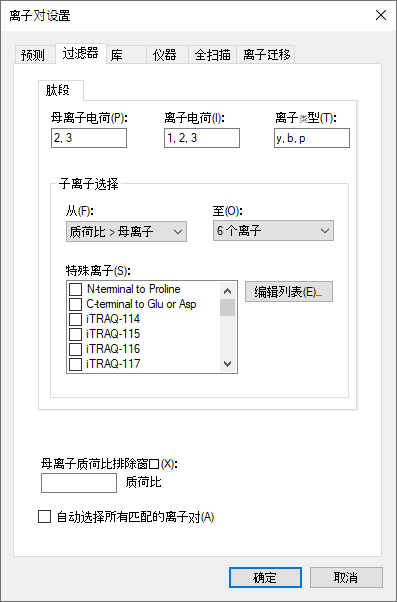 离子对设置
预测 过滤器 库 仪器 全扫描 离子迁移
肽段
母离子电荷(P): 离子电荷(I): 离子类型(T):
2, 3 1, 2, 3 y, b, p
子离子选择
从(F): 至(O):
质荷比 > 母离子 6 个离子
特殊离子(S):
N-terminal to Proline 编辑列表(E)...
C-terminal to Glu or Asp
iTRAQ-114
iTRAQ-115
iTRAQ-116
iTRAQ-117
母离子质荷比排除窗口(X):
质荷比
自动选择所有匹配的离子对(A)
确定 取消